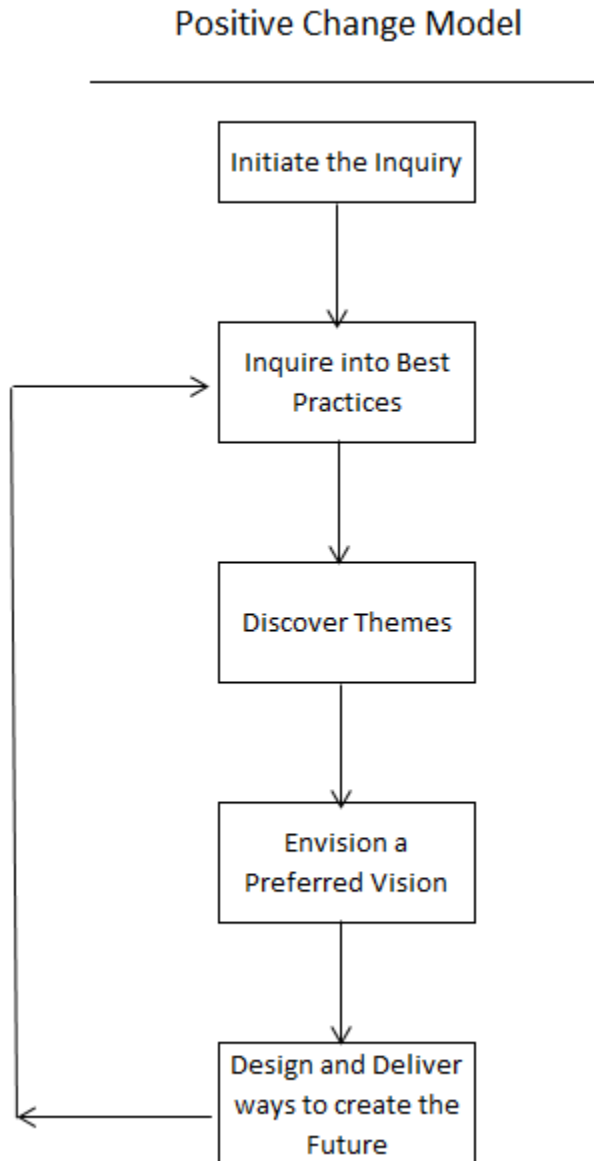 Positive Change Model
Initiate the Inquiry
Inquire into Best
Practices
Discover Themes
Envision a
Preferred Vision
Design and Deliver
ways to create the
Future